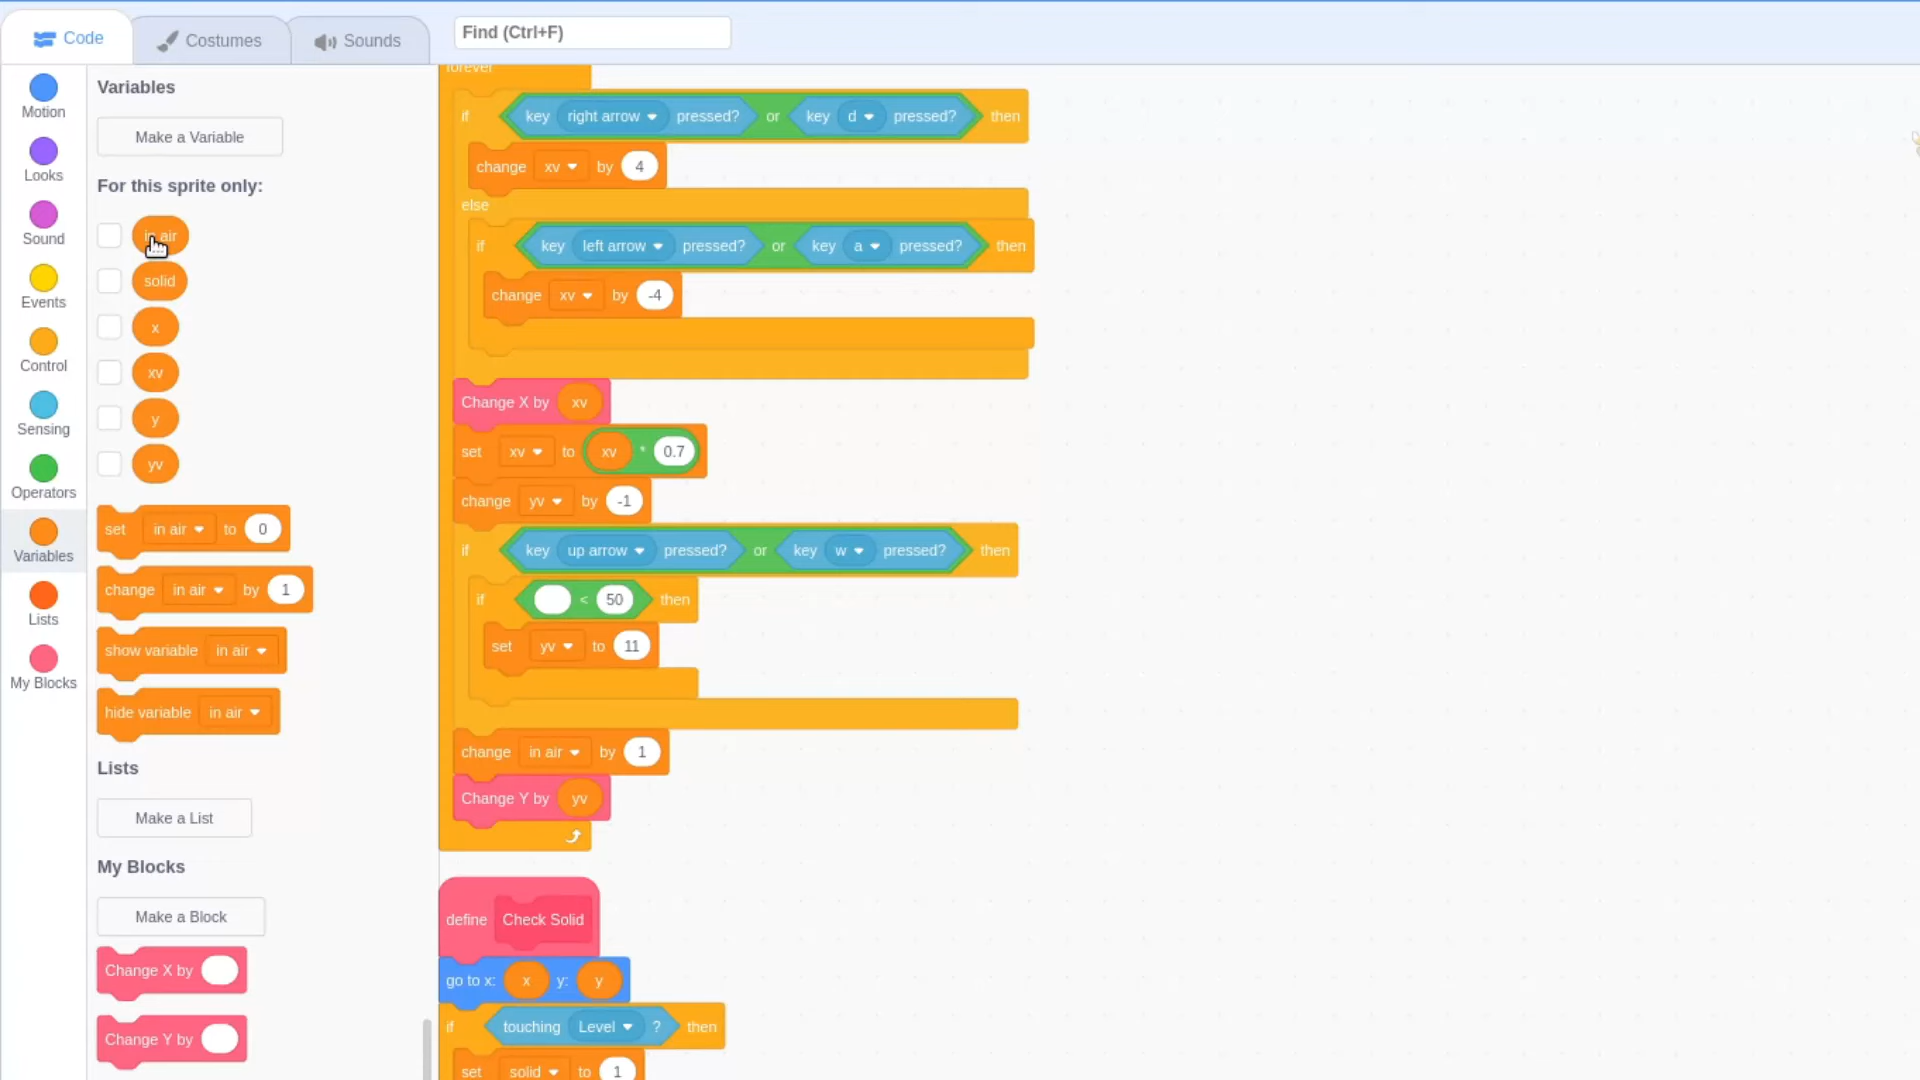 Code
Costumes
Sounds
Find (Ctrl+F)
Motion
Looks
Sound
Events
Control
Sensing
Operators
Variables
Lists
My Blocks
Variables
Make a Variable
For this sprite only:
in air
solid
x
xv
y
yv
set in air to 0
change in air by 1
show variable in air
hide variable in air
Lists
Make a List
My Blocks
Make a Block
Change X by
Change Y by
forever
if key right arrow pressed? or key d pressed? then
change xv by 4
else
if key left arrow pressed? or key a pressed? then
change xv by -4
Change X by xv
set xv to xv * 0.7
change yv by -1
if key up arrow pressed? or key w pressed? then
if < 50 then
set yv to 11
change in air by 1
Change Y by yv
define Check Solid
go to x: x y: y
if touching Level ? then
set solid to 1